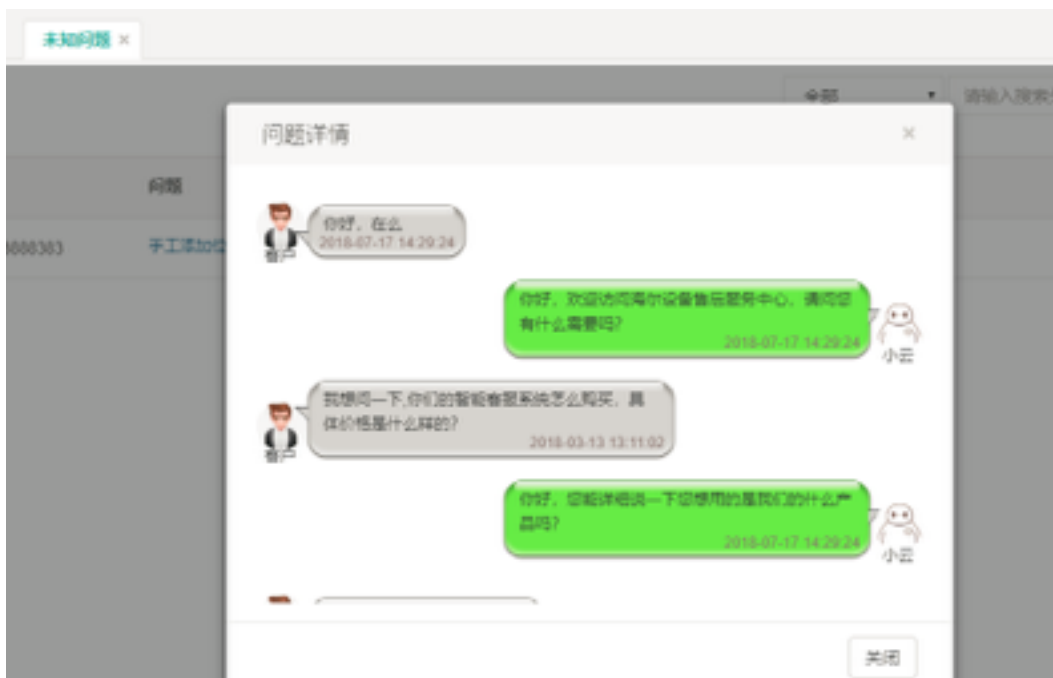 未知问题 ×
全部
请输入搜索
问题详情 ×
问题
手工添加
你好，在么
2018-07-17 14:29:24
客户
你好，欢迎访问海尔设备售后服务中心，请问您
有什么需要吗？
2018-07-17 14:29:24
小云
我想问一下,你们的智能客服系统怎么购买，具
体价格是什么样的？
2018-03-13 13:11:02
客户
你好，您能详细说一下您想用的是我们的什么产
品吗？
2018-07-17 14:29:24
小云
关闭